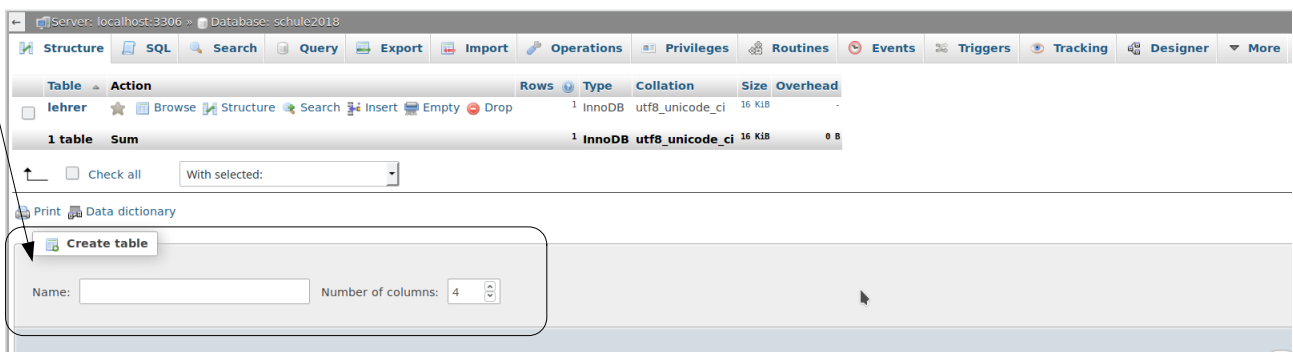 Server: localhost:3306 » Database: schule2018
Structure SQL Search Query Export Import Operations Privileges Routines Events Triggers Tracking Designer More
Table Action Rows Type Collation Size Overhead
lehrer Browse Structure Search Insert Empty Drop 1 InnoDB utf8_unicode_ci 16 KiB -
1 table Sum 1 InnoDB utf8_unicode_ci 16 KiB 0 B
Check all With selected:
Print Data dictionary
Create table
Name: Number of columns: 4